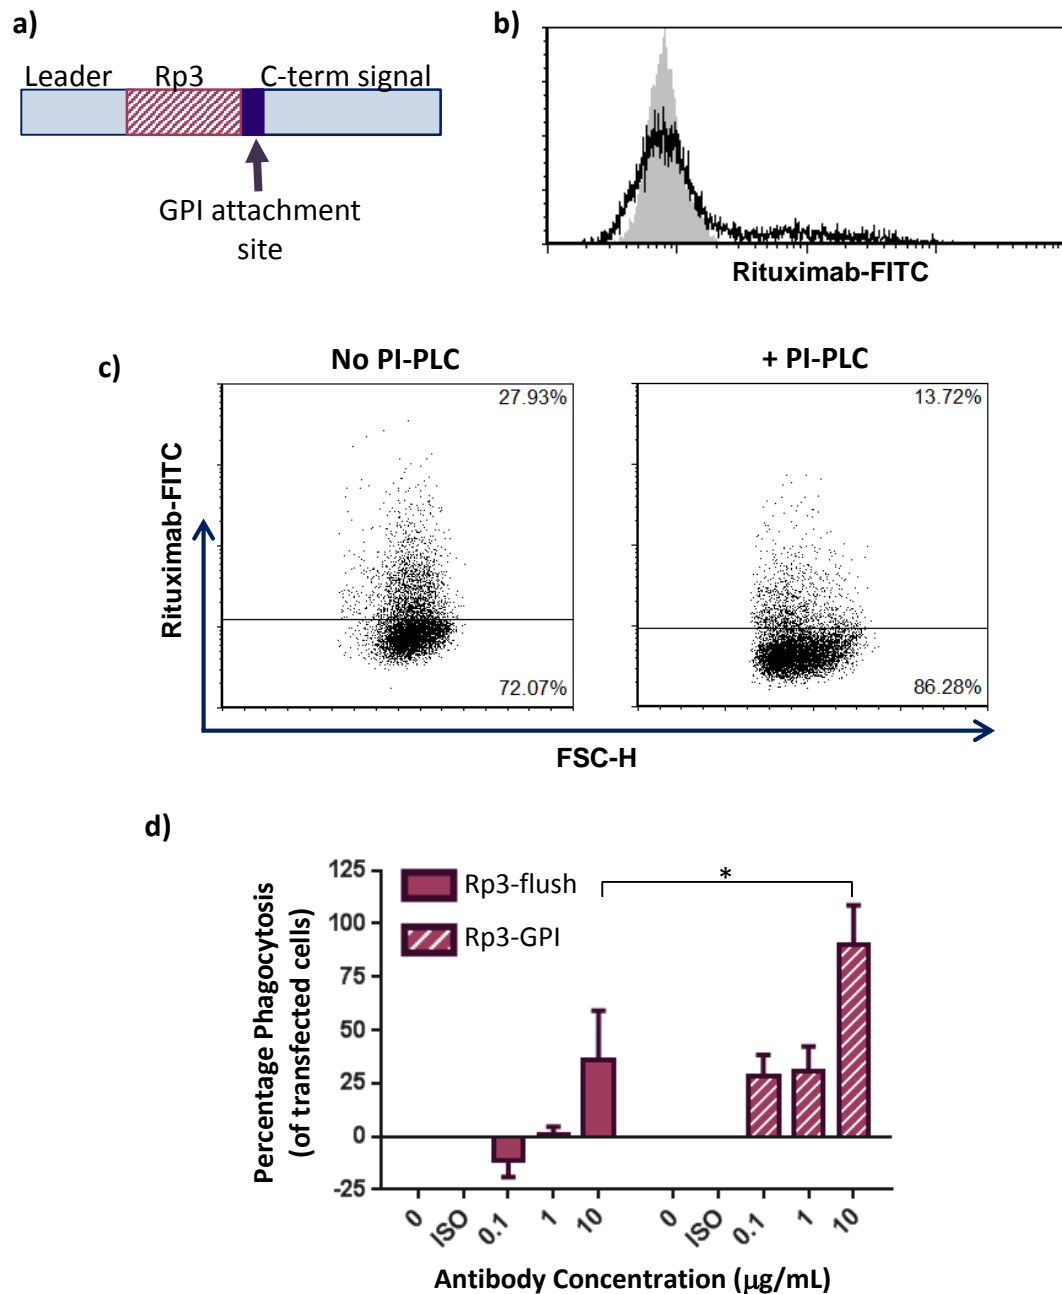 a)
Leader Rp3 C-term signal
GPI attachment
site
b)
Rituximab-FITC
c)
No PI-PLC
+ PI-PLC
27.93%
72.07%
13.72%
86.28%
Rituximab-FITC
FSC-H
d)
Percentage Phagocytosis
(of transfected cells)
125
100
75
50
25
0
-25
Rp3-flush
Rp3-GPI
*
0 ISO 0.1 1 10 0 ISO 0.1 1 10
Antibody Concentration (μg/mL)